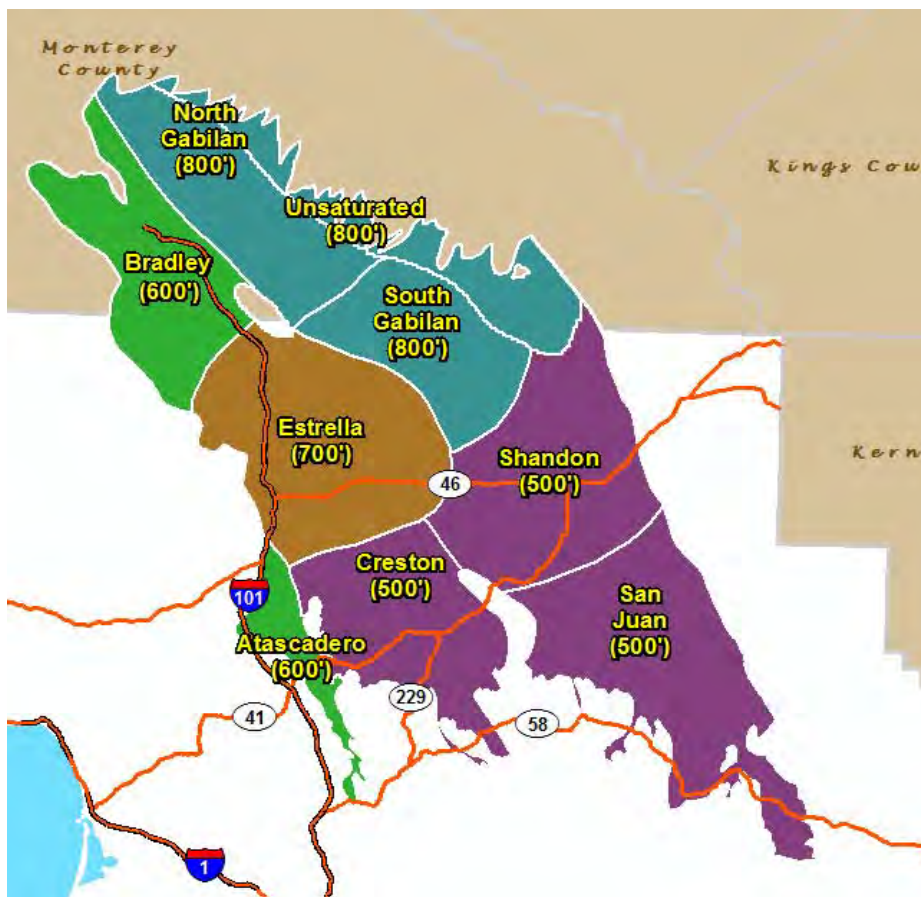 Monterey
County
North
Gabilan
(800')
Kings Cou
Unsaturated
(800')
Bradley
(600')
South
Gabilan
(800')
Estrella
(700')
Shandon
(500')
Kern
46
Creston
(500')
101
San
Juan
(500')
Atascadero
(600')
229
41
58
1